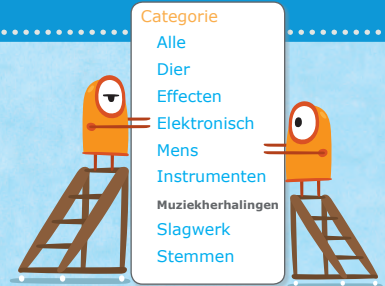 Categorie
Alle
Dier
Effecten
Elektronisch
Mens
Instrumenten
Muziekherhalingen
Slagwerk
Stemmen